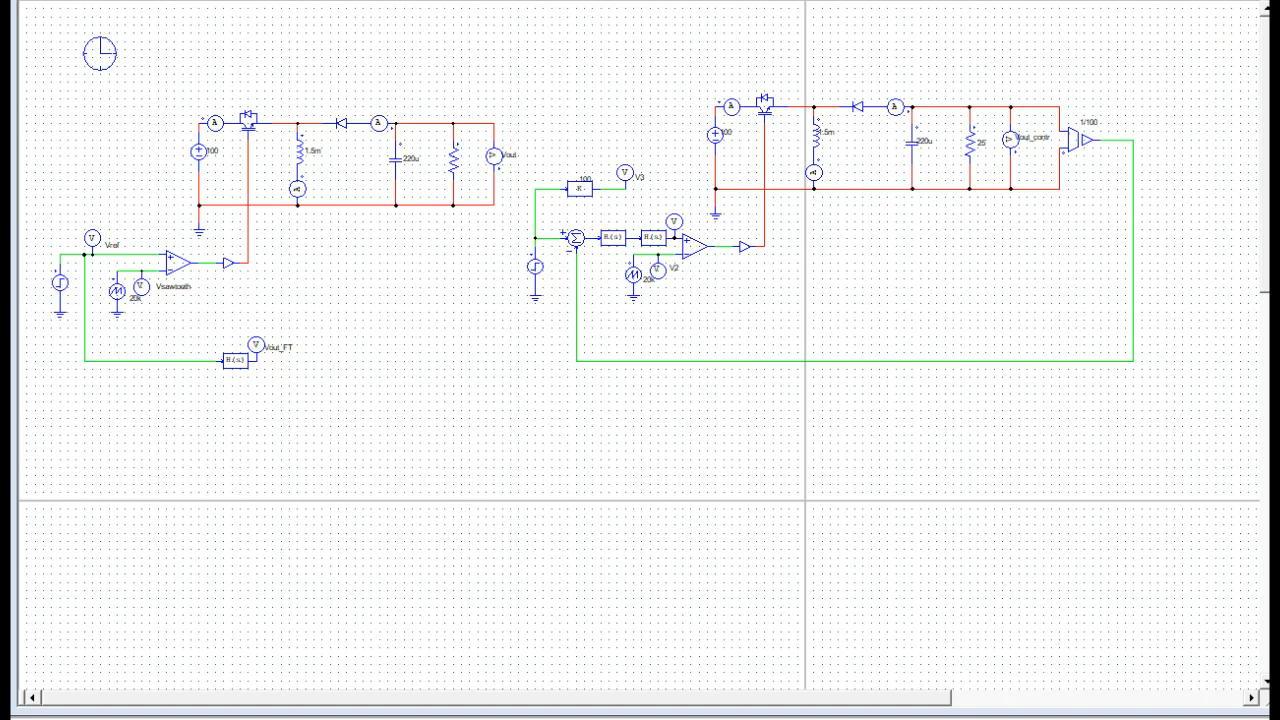 A
100
1.5m
A
A
220u
V
Vout
V
Vref
V
Vsawtooth
20k
H(s)
V
Vout_FT
A
100
1.5m
A
A
220u
25
V
Vout_contr
1/100
100
K
V
V3
Σ
H(s)
H(s)
V
V
V2
20k